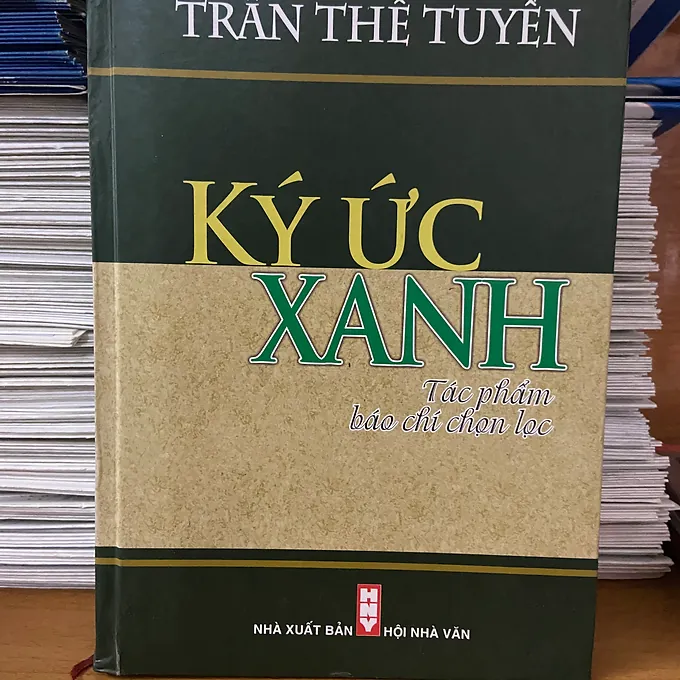 TRẦN THẾ TUYỂN
KÝ ỨC
XANH
Tác phẩm
báo chí chọn lọc
HNV
NHÀ XUẤT BẢN HỘI NHÀ VĂN